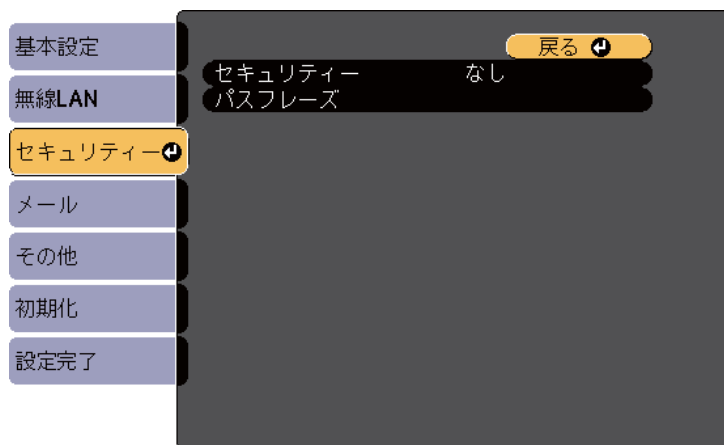 基本設定
無線LAN
セキュリティー
メール
その他
初期化
設定完了
戻る
セキュリティー なし
パスフレーズ